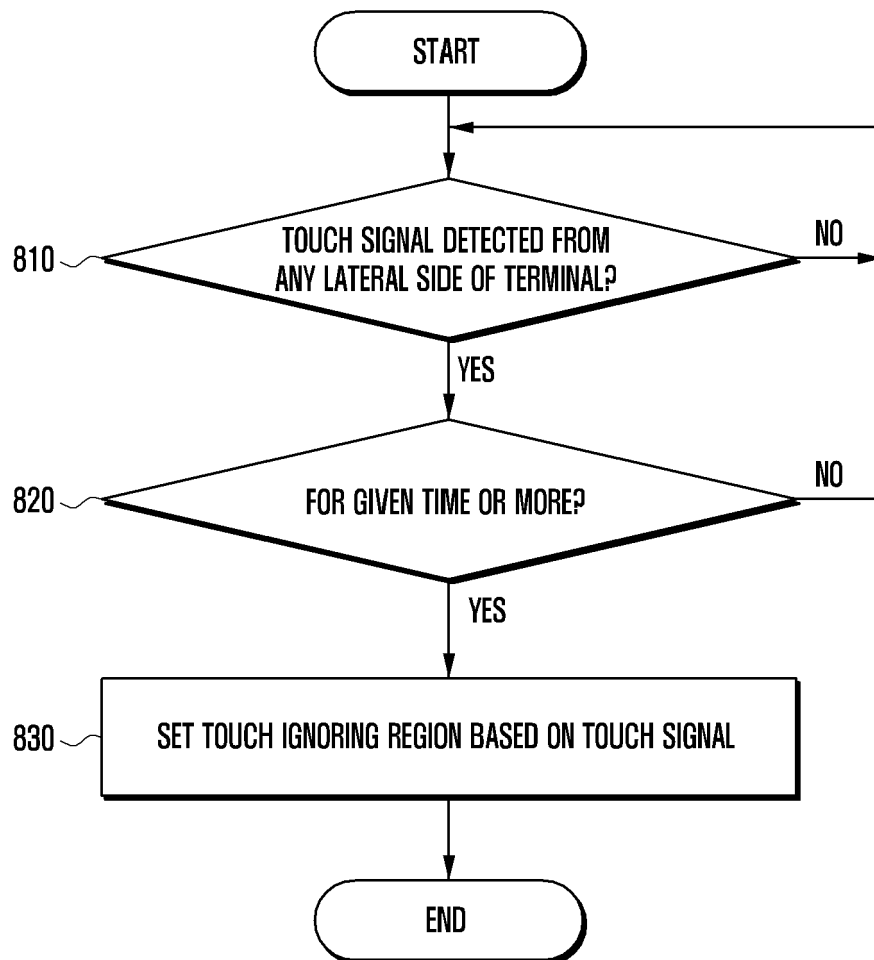 START
TOUCH SIGNAL DETECTED FROM
ANY LATERAL SIDE OF TERMINAL?
NO
810
YES
FOR GIVEN TIME OR MORE?
NO
820
YES
SET TOUCH IGNORING REGION BASED ON TOUCH SIGNAL
830
END